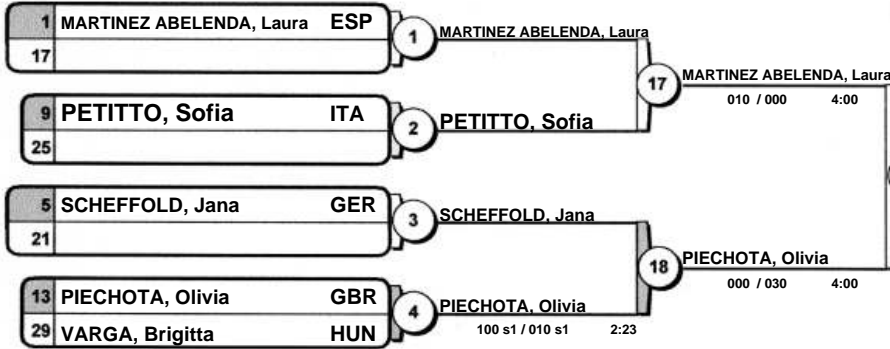 1 MARTINEZ ABELENDA, Laura ESP
17
1 MARTINEZ ABELENDA, Laura
9 PETITTO, Sofia ITA
25
2 PETITTO, Sofia
17 MARTINEZ ABELENDA, Laura
010 / 000 4:00
5 SCHEFFOLD, Jana GER
21
3 SCHEFFOLD, Jana
13 PIECHOTA, Olivia GBR
29 VARGA, Brigitta HUN
4 PIECHOTA, Olivia
100 s1 / 010 s1 2:23
18 PIECHOTA, Olivia
000 / 030 4:00